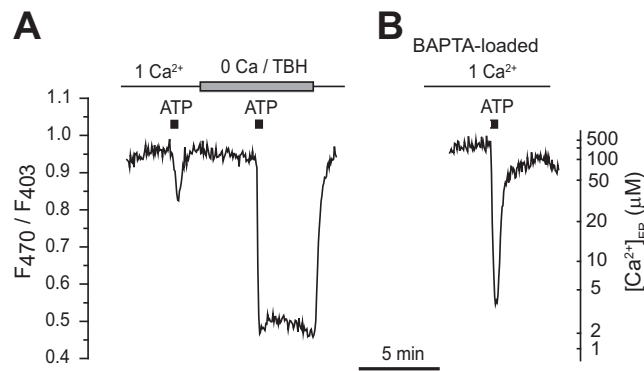 A
B
BAPTA-loaded
1 Ca²⁺
0 Ca / TBH
1 Ca²⁺
ATP
ATP
ATP
1.1
1.0
0.9
0.8
0.7
0.6
0.5
0.4
F470 / F403
500
100
50
20
10
5
2
1
[Ca²⁺]ER (μM)
5 min